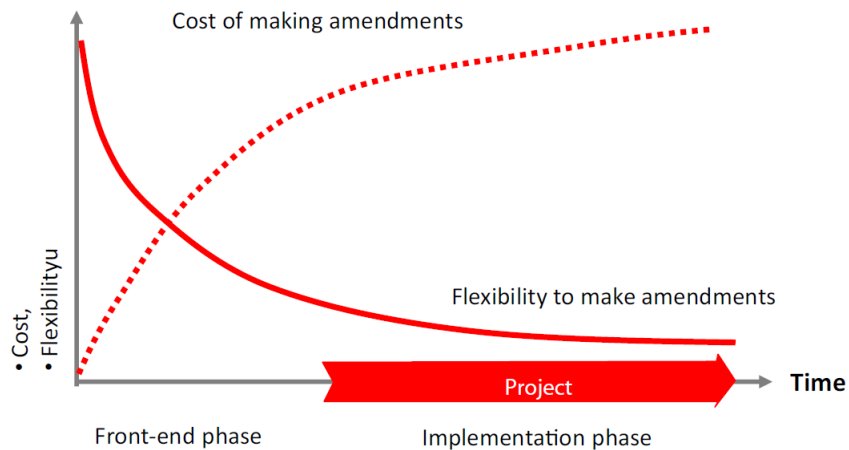 Cost of making amendments
• Cost,
• Flexibilityu
Flexibility to make amendments
Project
Time
Front-end phase
Implementation phase